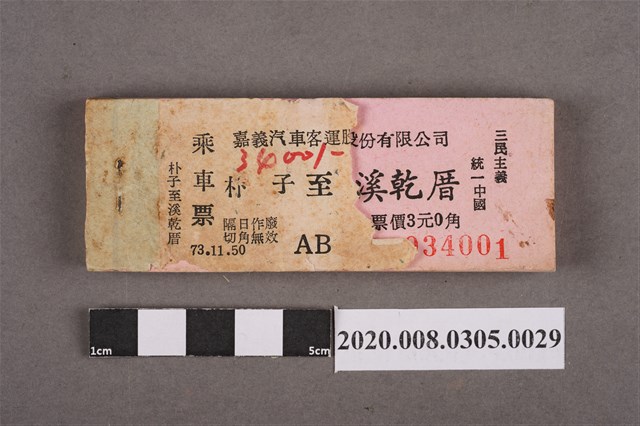 嘉義汽車客運股份有限公司
34001/-
乘車票
朴子至溪乾厝
朴子至溪乾厝
隔日作廢
切角無效
票價3元0角
73.11.50
AB
034001
三民主義
統一中國
1cm
5cm
2020.008.0305.0029